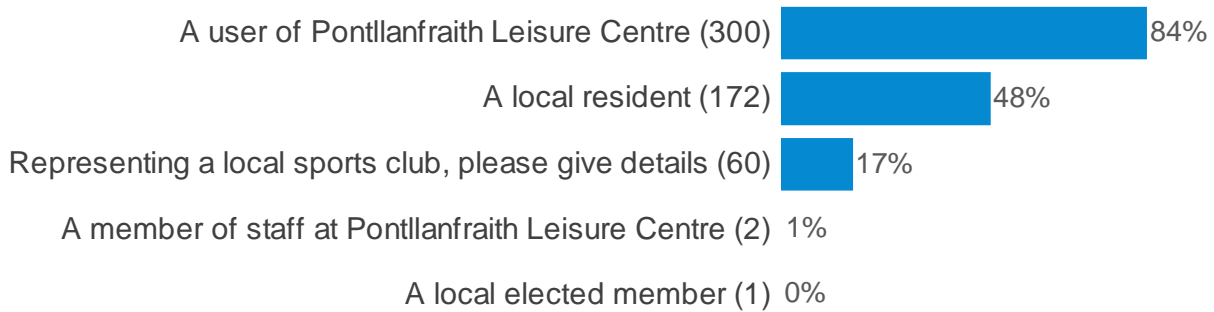 A user of Pontllanfraith Leisure Centre (300) 84%
A local resident (172) 48%
Representing a local sports club, please give details (60) 17%
A member of staff at Pontllanfraith Leisure Centre (2) 1%
A local elected member (1) 0%